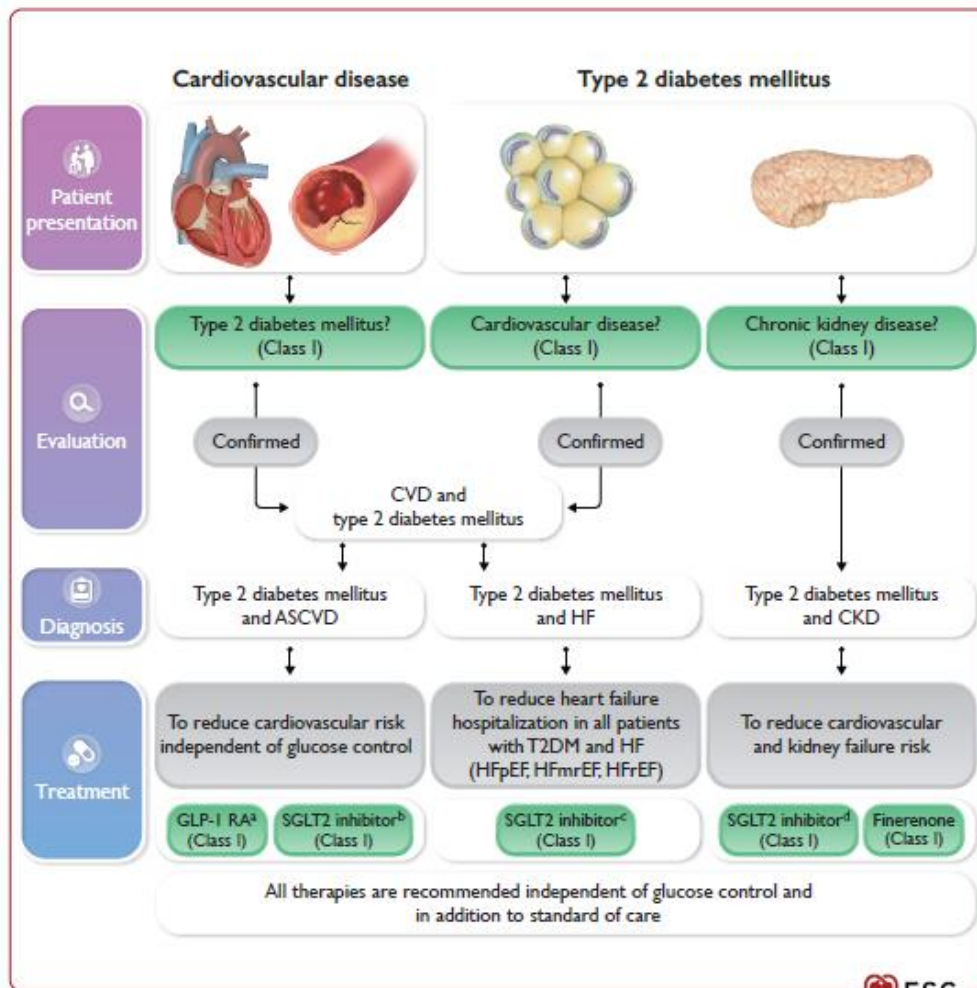 Cardiovascular disease
Type 2 diabetes mellitus
Patient
presentation
Type 2 diabetes mellitus?
(Class I)
Cardiovascular disease?
(Class I)
Chronic kidney disease?
(Class I)
Evaluation
Confirmed
Confirmed
Confirmed
CVD and
type 2 diabetes mellitus
Diagnosis
Type 2 diabetes mellitus
and ASCVD
Type 2 diabetes mellitus
and HF
Type 2 diabetes mellitus
and CKD
Treatment
To reduce cardiovascular risk
independent of glucose control
To reduce heart failure
hospitalization in all patients
with T2DM and HF
(HFpEF, HFmrEF, HFrEF)
To reduce cardiovascular
and kidney failure risk
GLP-1 RAᵃ
(Class I)
SGLT2 inhibitorᵇ
(Class I)
SGLT2 inhibitorᶜ
(Class I)
SGLT2 inhibitorᵈ
(Class I)
Finerenone
(Class I)
All therapies are recommended independent of glucose control and
in addition to standard of care
ESC